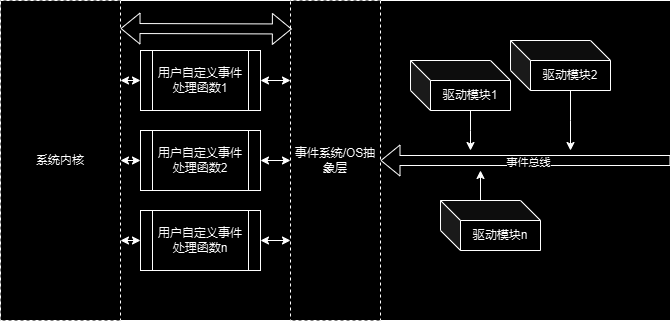 系统内核
用户自定义事件
处理函数1
用户自定义事件
处理函数2
用户自定义事件
处理函数n
事件系统/OS抽
象层
驱动模块1
驱动模块2
事件总线
驱动模块n